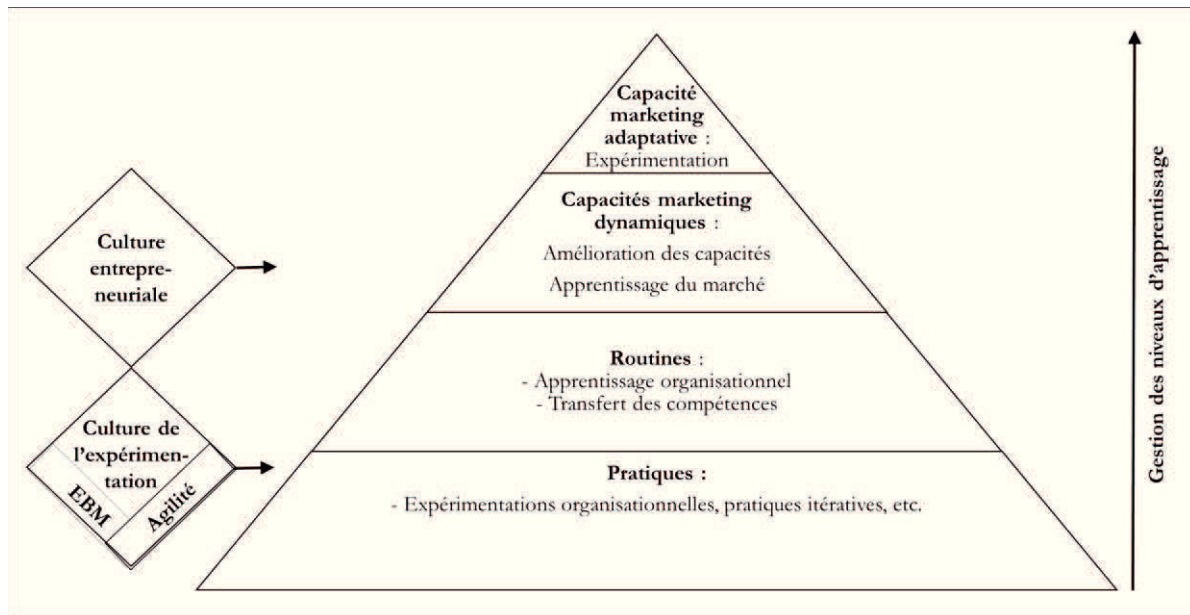 Capacité
marketing
adaptative :
Expérimentation
Capacités marketing
dynamiques :
Amélioration des capacités
Apprentissage du marché
Routines :
- Apprentissage organisationnel
- Transfert des compétences
Pratiques :
- Expérimentations organisationnelles, pratiques itératives, etc.
Culture
entrepre-
neuriale
Culture de
l'expérimen-
tation
EBM
Agilité
Gestion des niveaux d'apprentissage